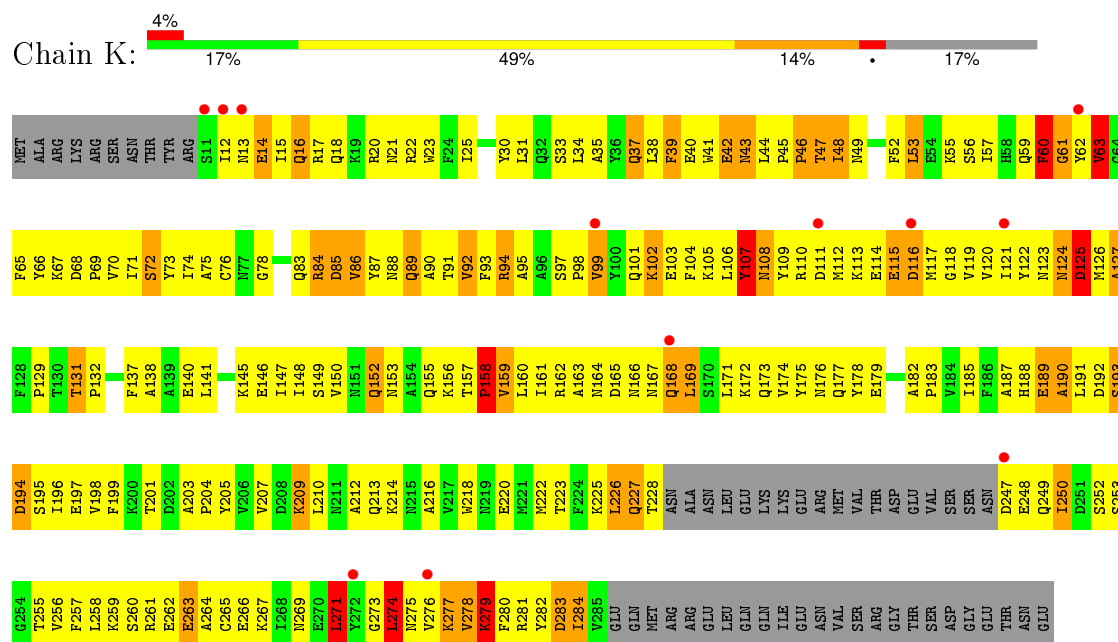 4%
Chain K:
17% 49% 14% • 17%
MET ALA ARG LYS ARG SER ASN THR TYR ARG S11 I12 N13 E14 I15 Q16 R17 Q18 K19 R20 N21 R22 W23 F24 I25 Y30 L31 Q32 S33 L34 A35 Y36 Q37 L38 F39 E40 W41 E42 N43 L44 P45 P46 T47 I48 N49 F52 L53 E54 K55 S56 I57 H58 Q59 F60 G61 Y62 V63 G64
F65 Y66 K67 D68 P69 V70 I71 S72 Y73 I74 A75 C76 N77 G78 Q83 R84 D85 V86 Y87 N88 Q89 A90 T91 V92 F93 R94 A95 A96 S97 P98 V99 Y100 Q101 K102 E103 F104 K105 L106 Y107 N108 Y109 R110 D111 M112 K113 E114 E115 D116 M117 G118 V119 V120 I121 Y122 N123 N124 D125 M126 A127
F128 P129 T130 T131 P132 F137 A138 A139 E140 L141 K145 E146 I147 I148 S149 V150 N151 Q152 N153 A154 Q155 K156 T157 P158 V159 L160 I161 R162 A163 N164 D165 N166 N167 Q168 L169 S170 L171 K172 Q173 V174 Y175 N176 Q177 Y178 E179 A182 P183 V184 I185 F186 A187 H188 E189 A190 L191 D192 S193
D194 S195 I196 E197 V198 F199 K200 T201 D202 A203 P204 Y205 V206 V207 D208 K209 L210 N211 A212 Q213 K214 N215 A216 V217 W218 N219 E220 M221 M222 T223 F224 K225 L226 Q227 T228 ASN ALA ASN LEU GLU LYS LYS GLU ARG MET VAL THR ASP GLU VAL SER SER ASN D247 E248 Q249 I250 D251 S252 S253
G254 T255 V256 F257 L258 K259 S260 R261 E262 E263 A264 C265 E266 K267 I268 N269 E270 L271 Y272 G273 L274 N275 V276 K277 V278 K279 F280 R281 Y282 D283 I284 V285 GLU GLN MET ARG ARG GLU LEU GLN GLN ILE GLU ASN VAL SER ARG GLY THR SER ASP GLY GLU THR ASN GLU